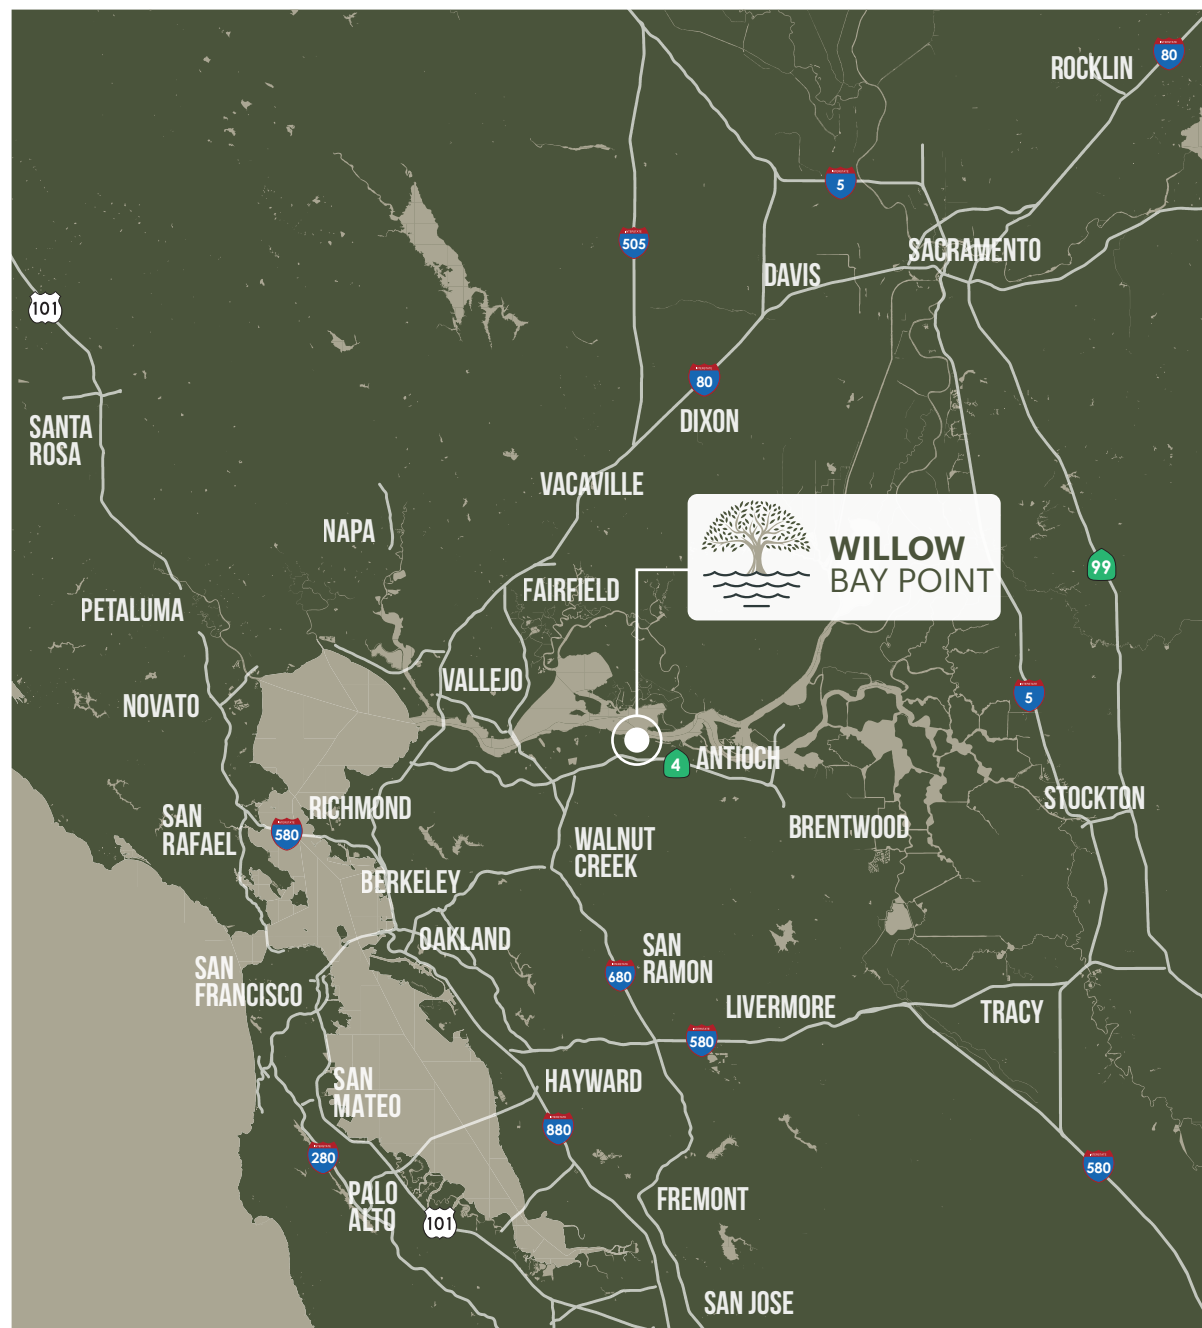 80
ROCKLIN
5
505
SACRAMENTO
DAVIS
101
80
DIXON
SANTA
ROSA
VACAVILLE
NAPA
WILLOW
BAY POINT
99
FAIRFIELD
PETALUMA
VALLEJO
5
NOVATO
4
ANTIOCH
STOCKTON
RICHMOND
SAN
RAFAEL
580
BRENTWOOD
WALNUT
CREEK
BERKELEY
OAKLAND
SAN
RAMON
SAN
FRANCISCO
680
LIVERMORE
TRACY
580
HAYWARD
SAN
MATEO
880
280
580
PALO
ALTO
FREMONT
101
SAN JOSE